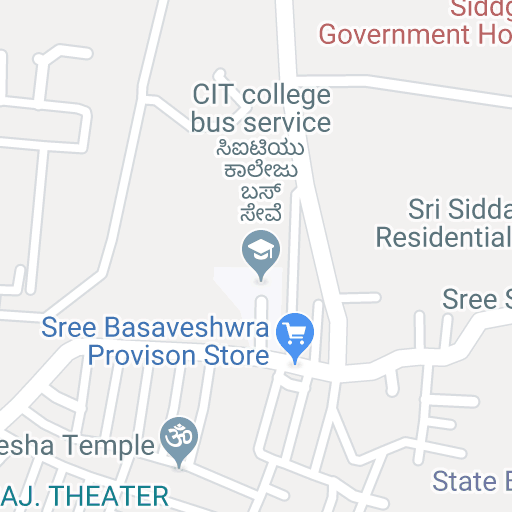 Siddg
Government Ho
CIT college
bus service
ಸಿಐಟಿಯು
ಕಾಲೇಜು
ಬಸ್
ಸೇವೆ
Sri Sidda
Residential
Sree S
Sree Basaveshwra
Provison Store
esha Temple
State B
AJ. THEATER